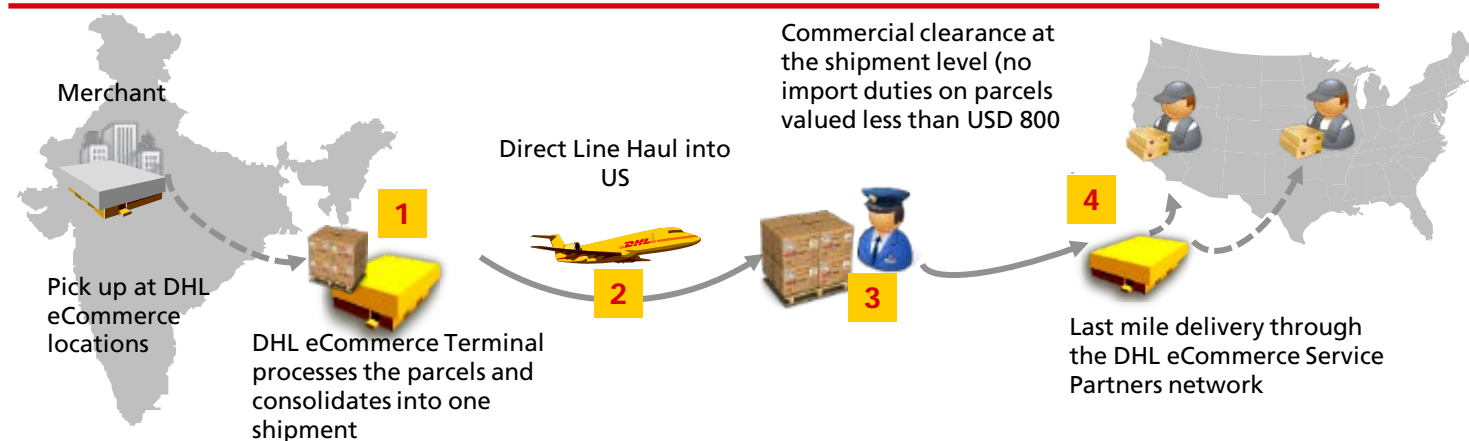 Merchant
Pick up at DHL
eCommerce
locations
1
DHL eCommerce Terminal
processes the parcels and
consolidates into one
shipment
Direct Line Haul into
US
DHL
2
Commercial clearance at
the shipment level (no
import duties on parcels
valued less than USD 800
3
4
Last mile delivery through
the DHL eCommerce Service
Partners network